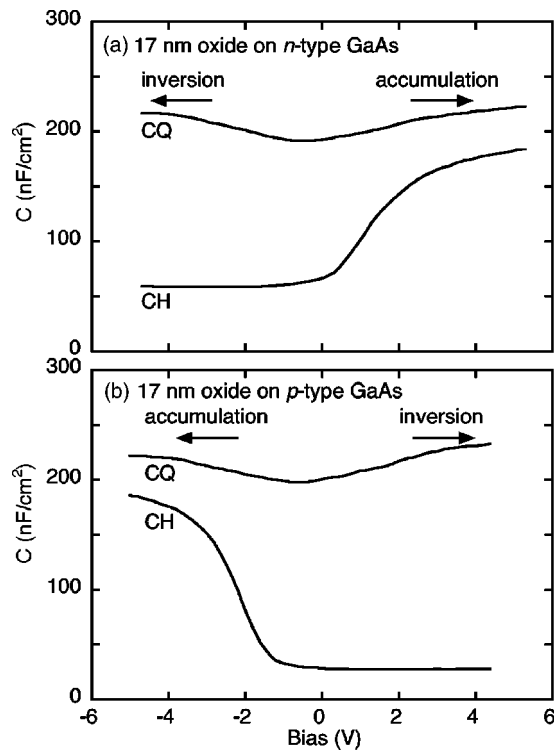 300
(a) 17 nm oxide on n-type GaAs
inversion accumulation
200
CQ
C (nF/cm²)
100
CH
0
300
(b) 17 nm oxide on p-type GaAs
accumulation inversion
200
CQ
CH
C (nF/cm²)
100
0
-6 -4 -2 0 2 4 6
Bias (V)